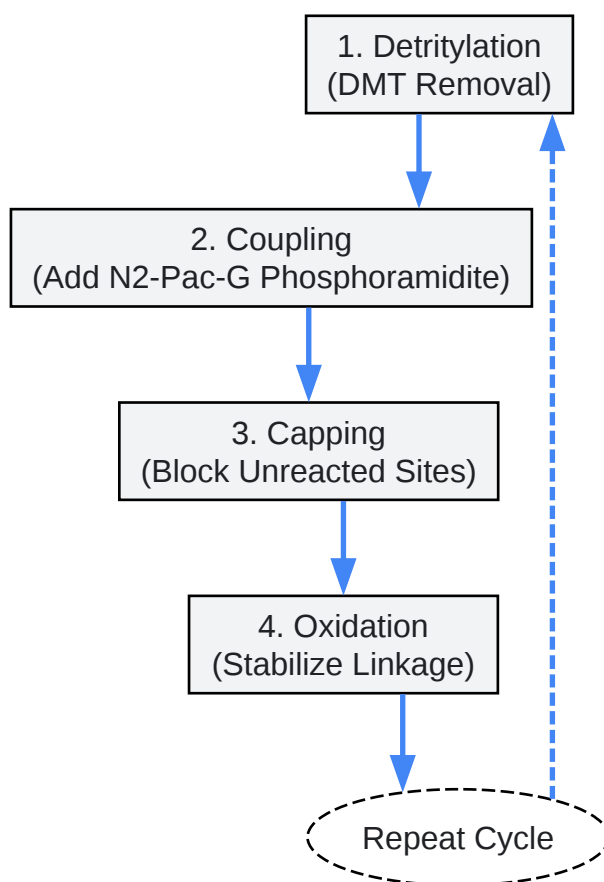 1. Detritylation
(DMT Removal)
2. Coupling
(Add N2-Pac-G Phosphoramidite)
3. Capping
(Block Unreacted Sites)
4. Oxidation
(Stabilize Linkage)
Repeat Cycle